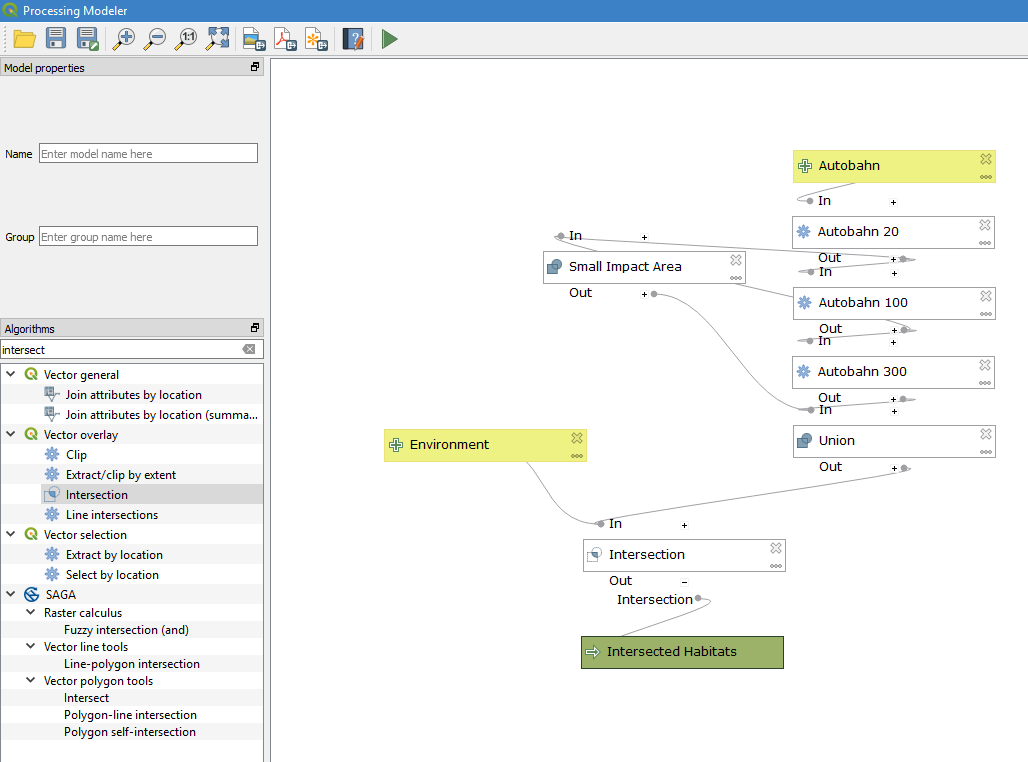 Processing Modeler
1:1
Model properties
Name Enter model name here
Group Enter group name here
Algorithms
intersect
Vector general
Join attributes by location
Join attributes by location (summa...
Vector overlay
Clip
Extract/clip by extent
Intersection
Line intersections
Vector selection
Extract by location
Select by location
SAGA
Raster calculus
Fuzzy intersection (and)
Vector line tools
Line-polygon intersection
Vector polygon tools
Intersect
Polygon-line intersection
Polygon self-intersection
Autobahn
In +
Autobahn 20
Out +
In +
Small Impact Area
Out +
In +
Autobahn 100
Out +
In +
Autobahn 300
Out +
In +
Union
Out +
Environment
In +
Intersection
Out -
Intersection
Intersected Habitats